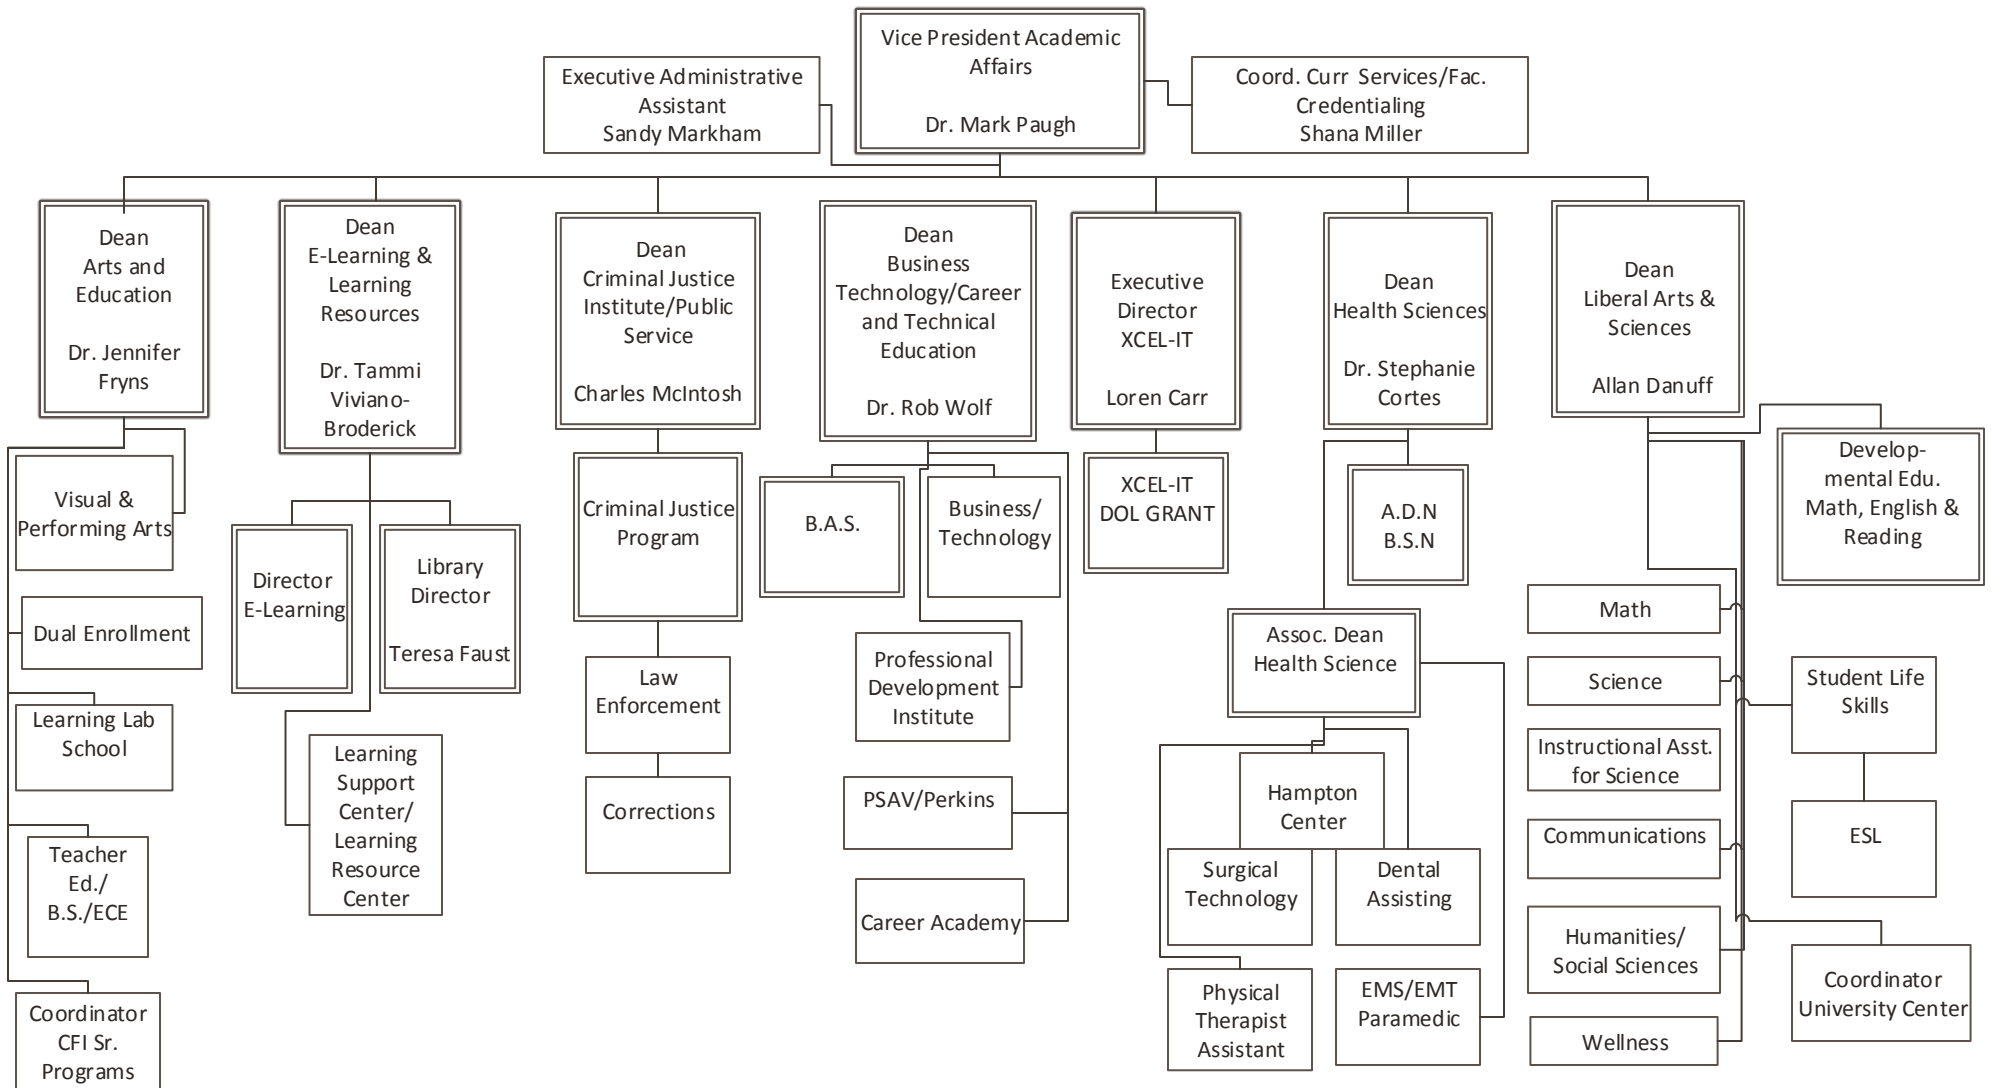 Vice President Academic
Affairs
Dr. Mark Paugh
Executive Administrative
Assistant
Sandy Markham
Coord. Curr Services/Fac.
Credentialing
Shana Miller
Dean
Arts and
Education
Dr. Jennifer
Fryns
Dean
E-Learning &
Learning
Resources
Dr. Tammi
Viviano-
Broderick
Dean
Criminal Justice
Institute/Public
Service
Charles McIntosh
Dean
Business
Technology/Career
and Technical
Education
Dr. Rob Wolf
Executive
Director
XCEL-IT
Loren Carr
Dean
Health Sciences
Dr. Stephanie
Cortes
Dean
Liberal Arts &
Sciences
Allan Danuff
Visual &
Performing Arts
Dual Enrollment
Learning Lab
School
Teacher
Ed./
B.S./ECE
Coordinator
CFI Sr.
Programs
Director
E-Learning
Library
Director
Teresa Faust
Learning
Support
Center/
Learning
Resource
Center
Criminal Justice
Program
Law
Enforcement
Corrections
B.A.S.
Business/
Technology
Professional
Development
Institute
PSAV/Perkins
Career Academy
XCEL-IT
DOL GRANT
A.D.N
B.S.N
Assoc. Dean
Health Science
Hampton
Center
Surgical
Technology
Dental
Assisting
Physical
Therapist
Assistant
EMS/EMT
Paramedic
Develop-
mental Edu.
Math, English &
Reading
Math
Science
Instructional Asst.
for Science
Communications
Humanities/
Social Sciences
Wellness
Student Life
Skills
ESL
Coordinator
University Center